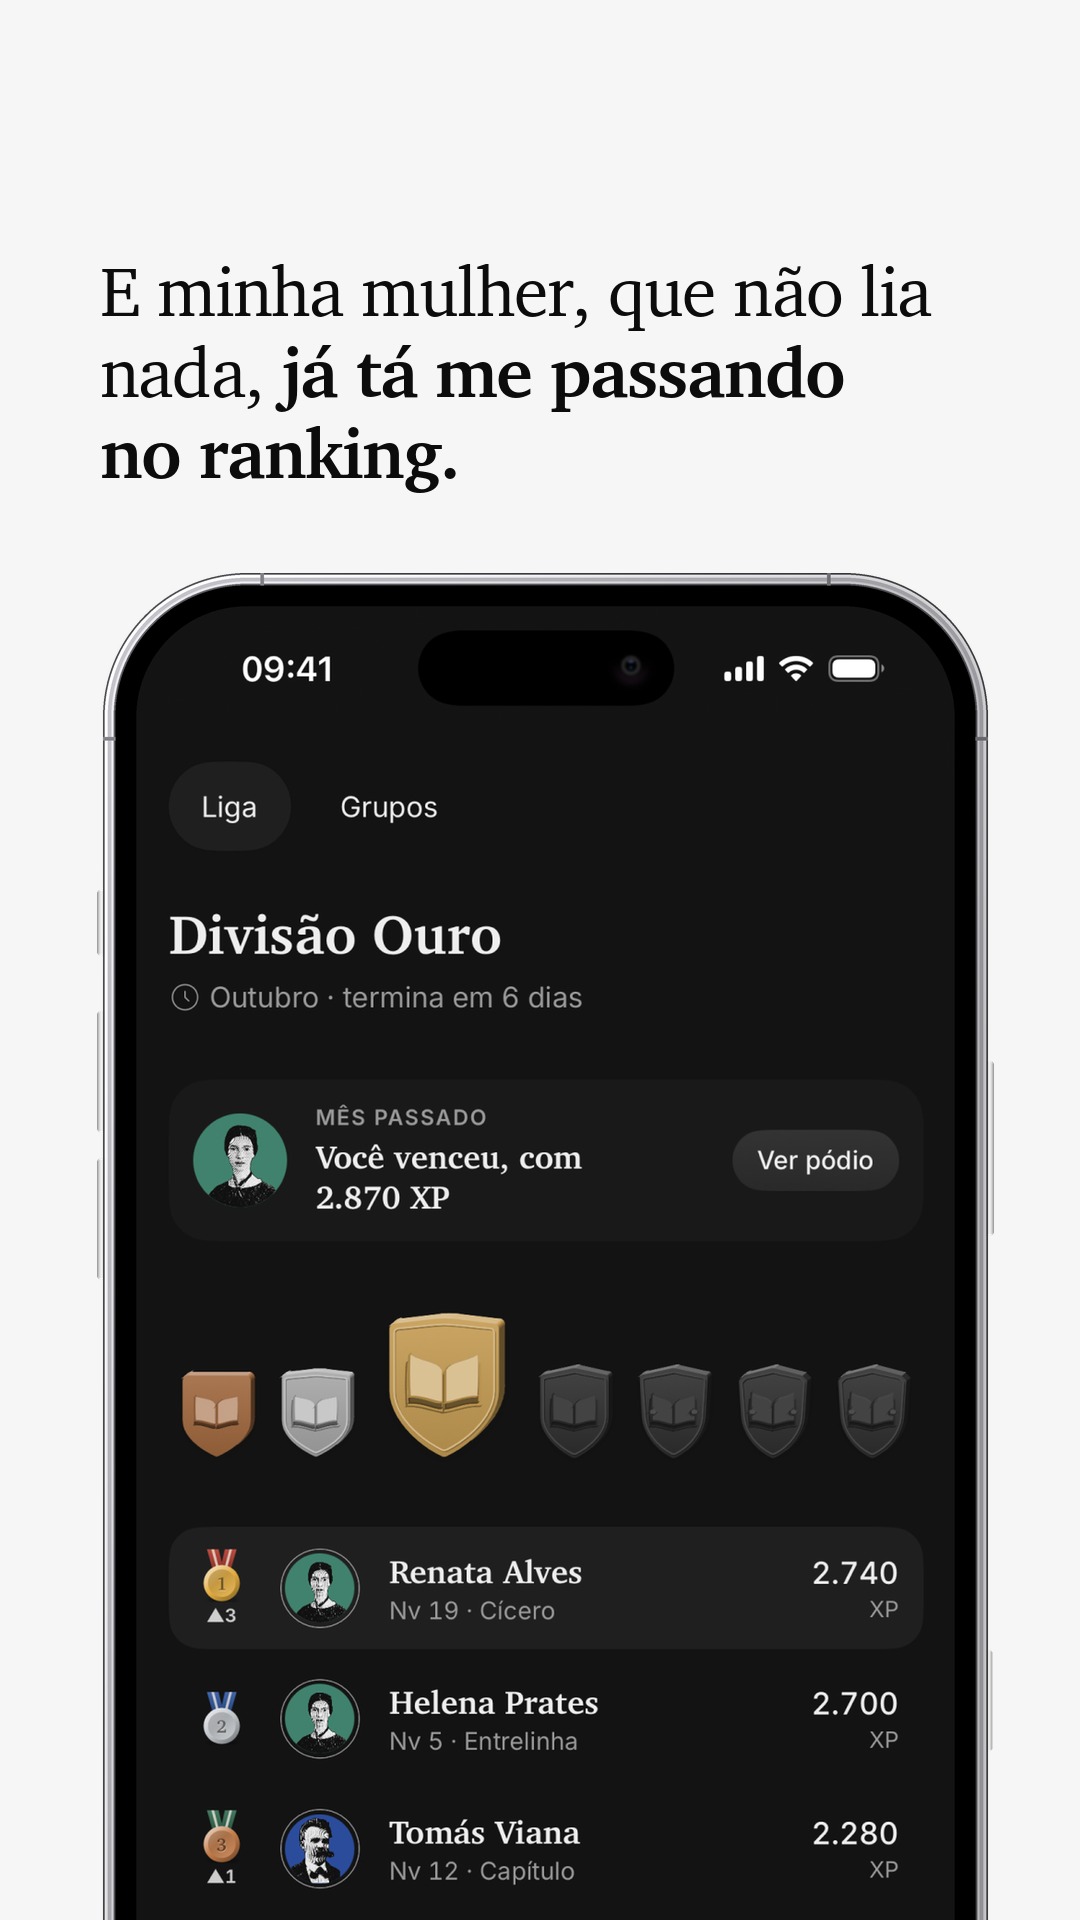 E minha mulher, que não lia
nada, já tá me passando
no ranking.
09:41
Liga
Grupos
Divisão Ouro
Outubro · termina em 6 dias
MÊS PASSADO
Você venceu, com
2.870 XP
Ver pódio
1
▲3
Renata Alves
Nv 19 · Cícero
2.740
XP
2
Helena Prates
Nv 5 · Entrelinha
2.700
XP
3
▲1
Tomás Viana
Nv 12 · Capítulo
2.280
XP